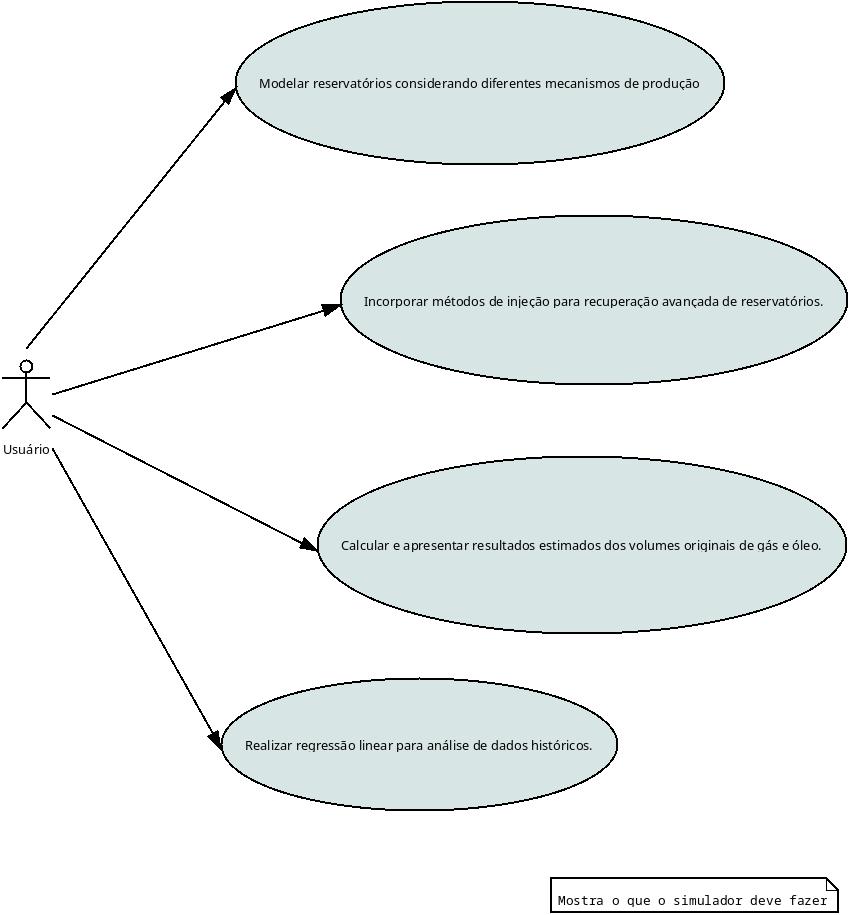 Modelar reservatórios considerando diferentes mecanismos de produção
Incorporar métodos de injeção para recuperação avançada de reservatórios.
Usuário
Calcular e apresentar resultados estimados dos volumes originais de gás e óleo.
Realizar regressão linear para análise de dados históricos.
Mostra o que o simulador deve fazer